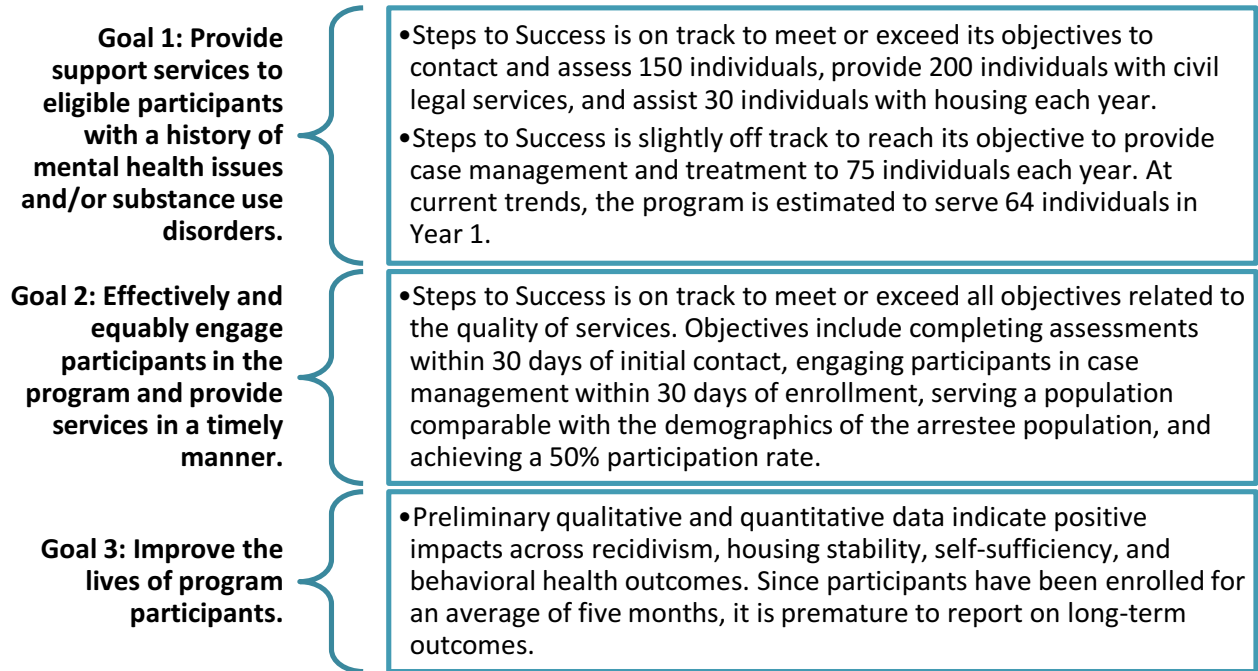 Goal 1: Provide
support services to
eligible participants
with a history of
mental health issues
and/or substance use
disorders.
•Steps to Success is on track to meet or exceed its objectives to
contact and assess 150 individuals, provide 200 individuals with civil
legal services, and assist 30 individuals with housing each year.
•Steps to Success is slightly off track to reach its objective to provide
case management and treatment to 75 individuals each year. At
current trends, the program is estimated to serve 64 individuals in
Year 1.
Goal 2: Effectively and
equably engage
participants in the
program and provide
services in a timely
manner.
•Steps to Success is on track to meet or exceed all objectives related to
the quality of services. Objectives include completing assessments
within 30 days of initial contact, engaging participants in case
management within 30 days of enrollment, serving a population
comparable with the demographics of the arrestee population, and
achieving a 50% participation rate.
Goal 3: Improve the
lives of program
participants.
•Preliminary qualitative and quantitative data indicate positive
impacts across recidivism, housing stability, self-sufficiency, and
behavioral health outcomes. Since participants have been enrolled for
an average of five months, it is premature to report on long-term
outcomes.